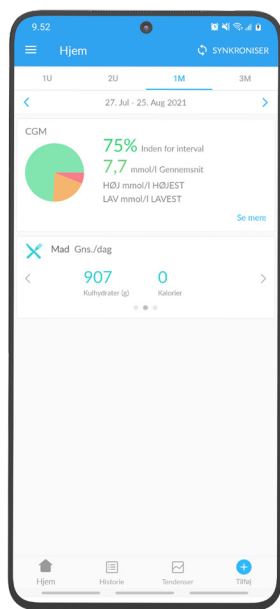 9.52
Hjem
SYNKRONISER
1U 2U 1M 3M
27. Jul - 25. Aug 2021
CGM
75% Inden for interval
7,7 mmol/l Gennemsnit
HØJ mmol/l HØJEST
LAV mmol/l LAVEST
Se mere
Mad Gns./dag
907 0
Kulhydrater (g) Kalorier
Hjem Historie Tendenser Tilføj